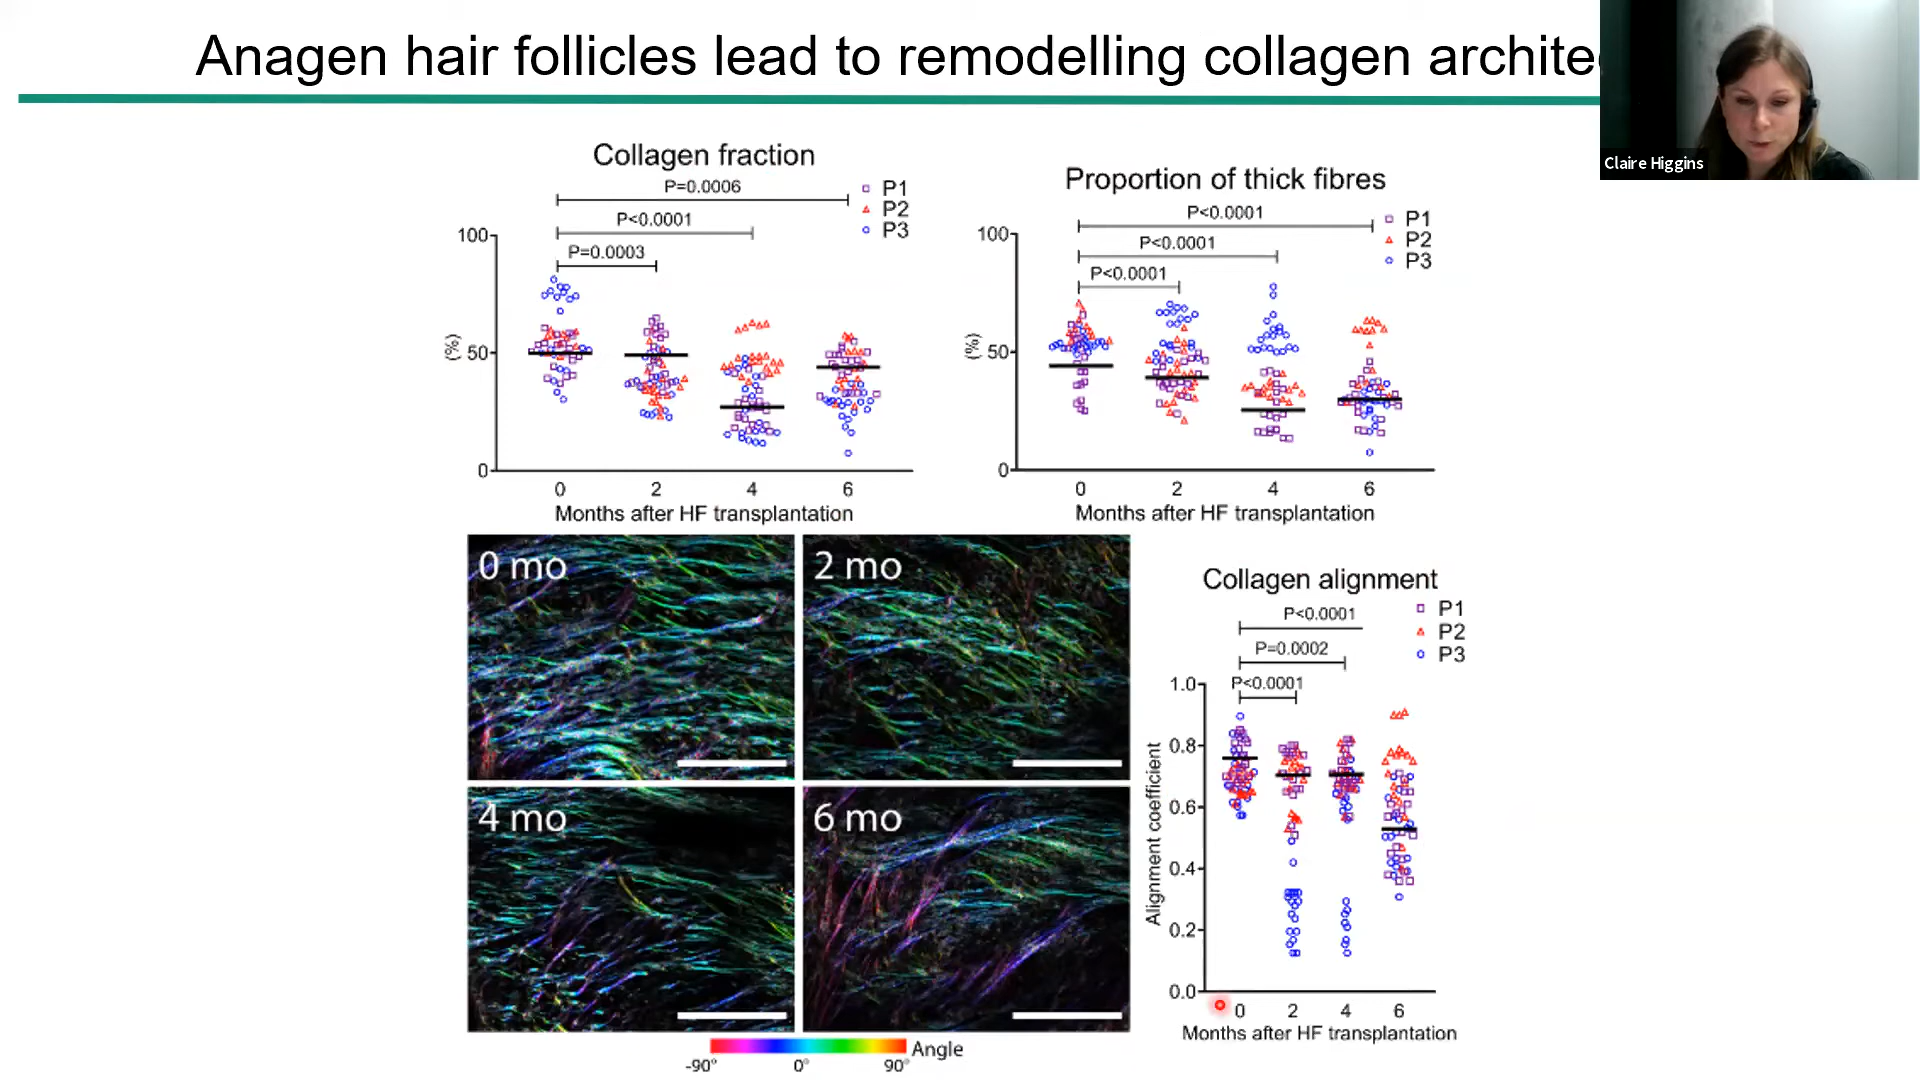 Anagen hair follicles lead to remodelling collagen archite
Claire Higgins
Collagen fraction
P=0.0006
P<0.0001
P=0.0003
P1
P2
P3
100
50
0
(%)
0 2 4 6
Months after HF transplantation
Proportion of thick fibres
P<0.0001
P<0.0001
P<0.0001
P1
P2
P3
100
50
0
(%)
0 2 4 6
Months after HF transplantation
0 mo
2 mo
4 mo
6 mo
-90° 0° 90°
Angle
Collagen alignment
P<0.0001
P=0.0002
P<0.0001
P1
P2
P3
1.0
0.8
0.6
0.4
0.2
0.0
Alignment coefficient
0 2 4 6
Months after HF transplantation